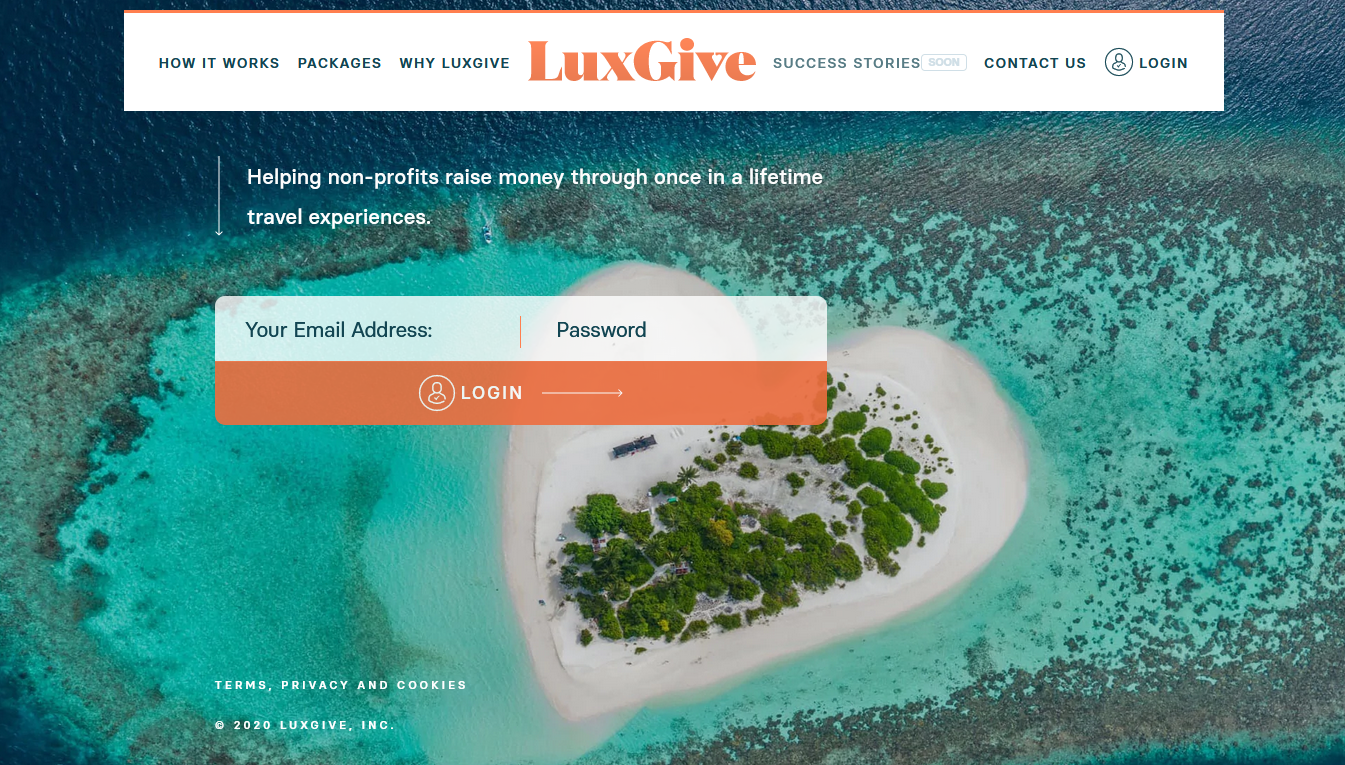 HOW IT WORKS PACKAGES WHY LUXGIVE LuxGive SUCCESS STORIES SOON CONTACT US LOGIN
Helping non-profits raise money through once in a lifetime
travel experiences.
Your Email Address: Password
LOGIN
TERMS, PRIVACY AND COOKIES
© 2020 LUXGIVE, INC.